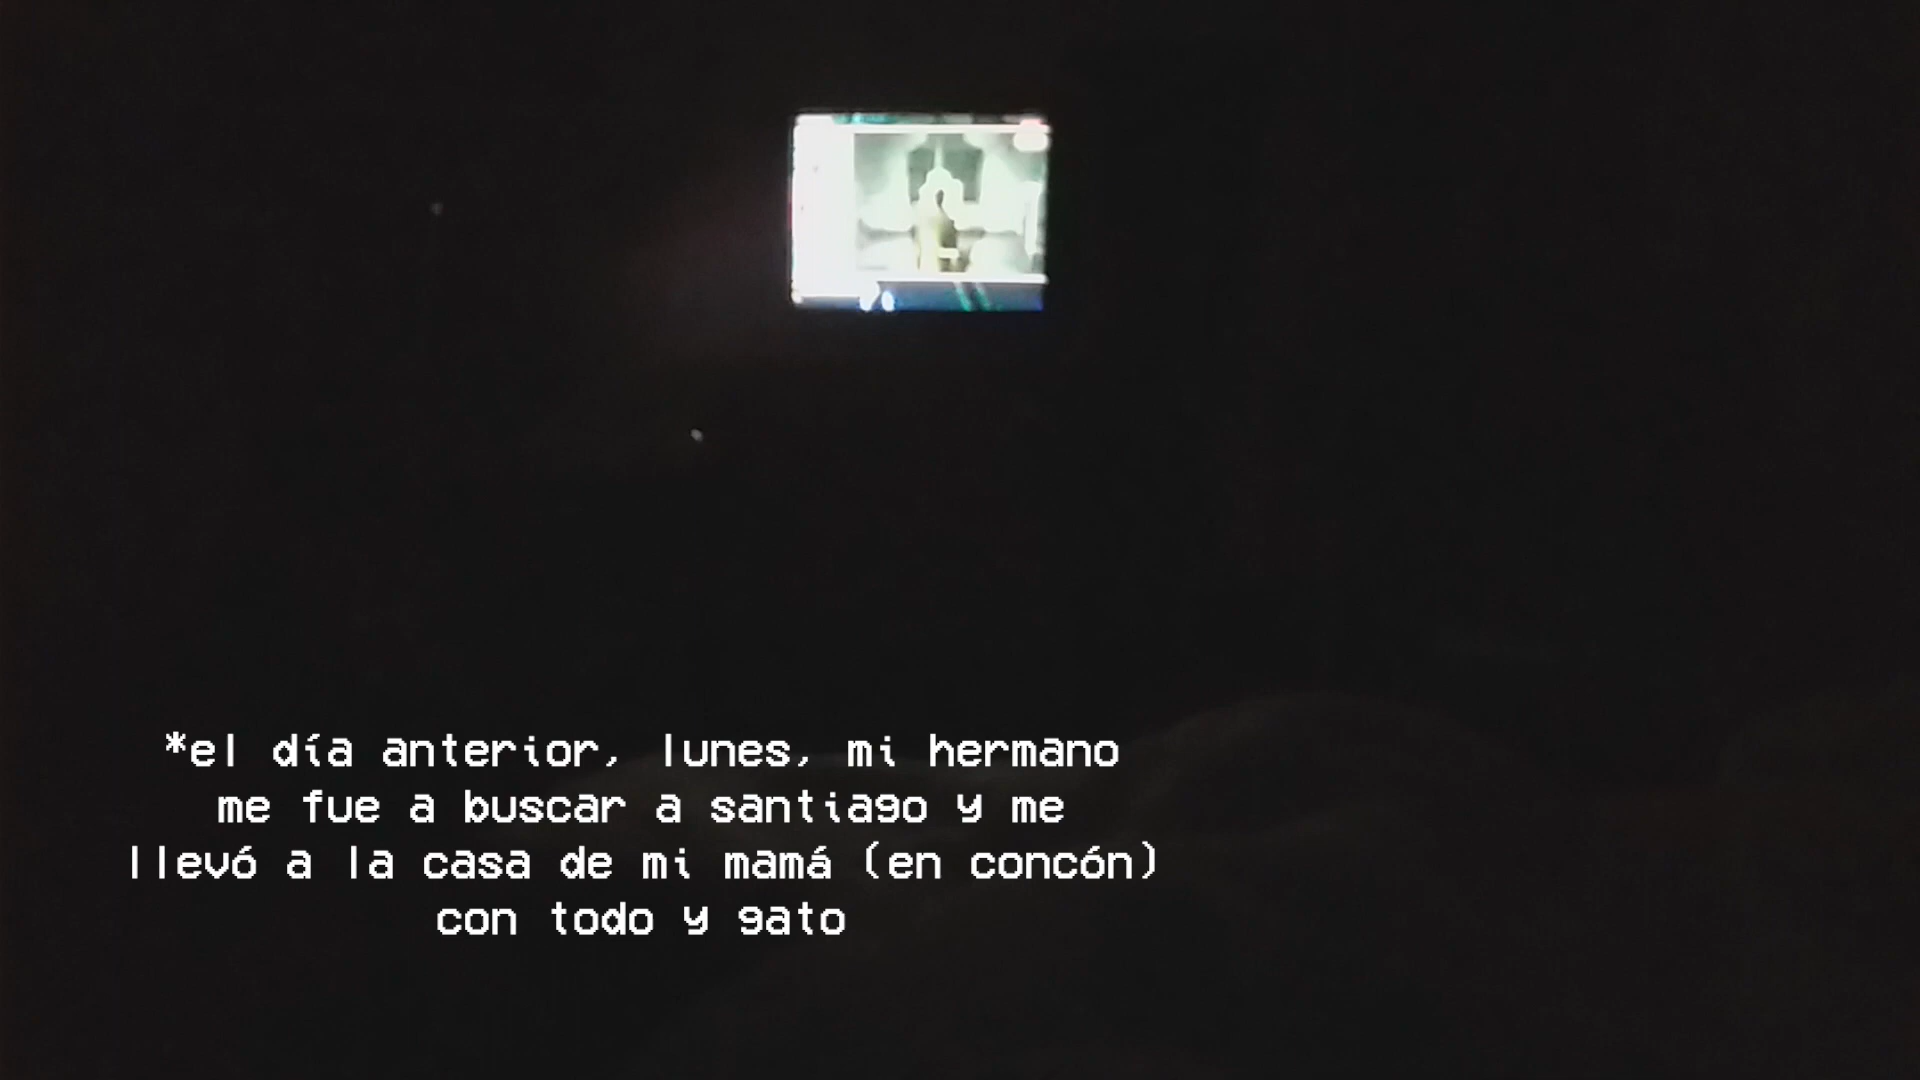 *el día anterior, lunes, mi hermano
me fue a buscar a santiago y me
llevó a la casa de mi mamá (en concón)
con todo y gato